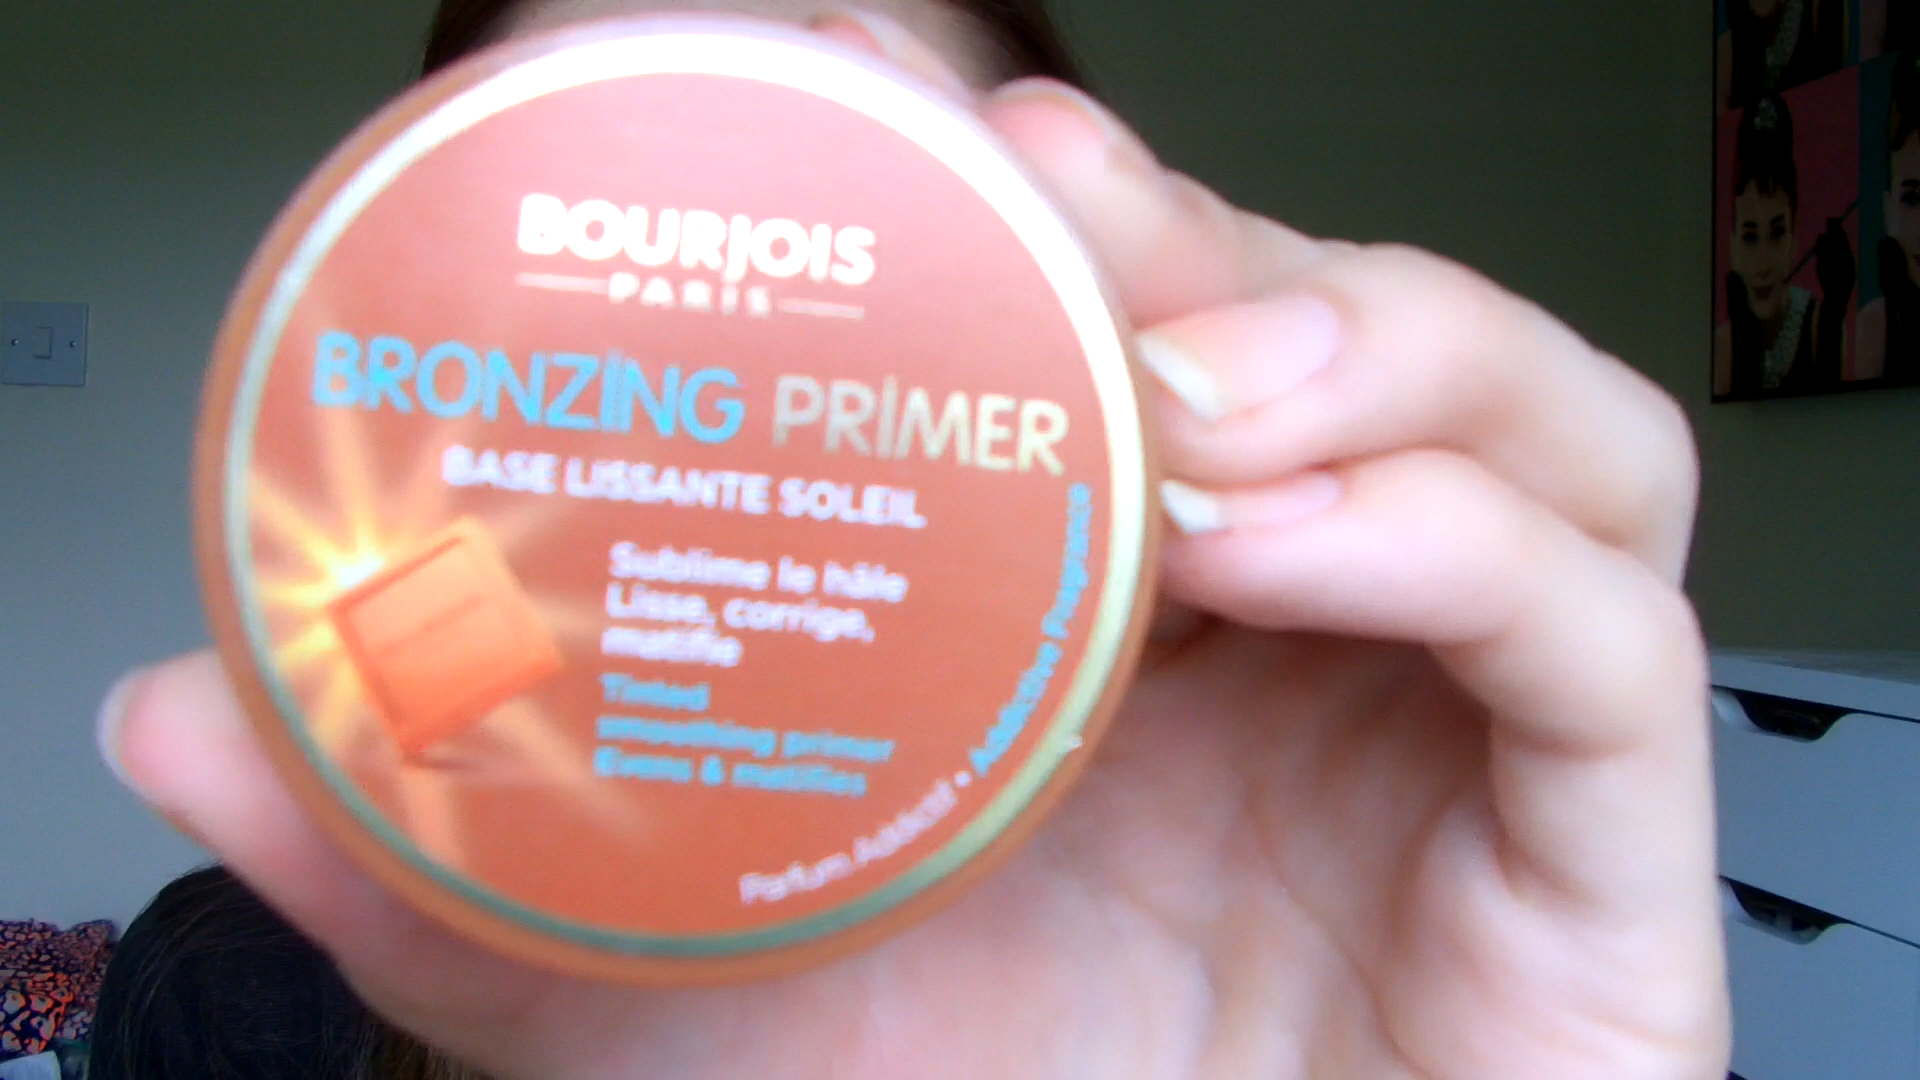 BOURJOIS
PARIS
BRONZING PRIMER
BASE LISSANTE SOLEIL
Sublime le hâle
Lisse, corrige,
matifie
Tinted
smoothing primer
Evens & matifies
Parfum Addictif • Addictive Fragrance